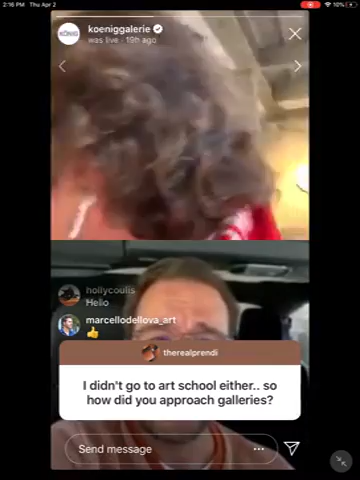 2:16 PM Thu Apr 2
10%
KÖNIG
koeniggalerie
was live · 19h ago
hollycoulis
Hello
marcellodellova_art
👍
therealprendi
I didn't go to art school either.. so
how did you approach galleries?
Send message